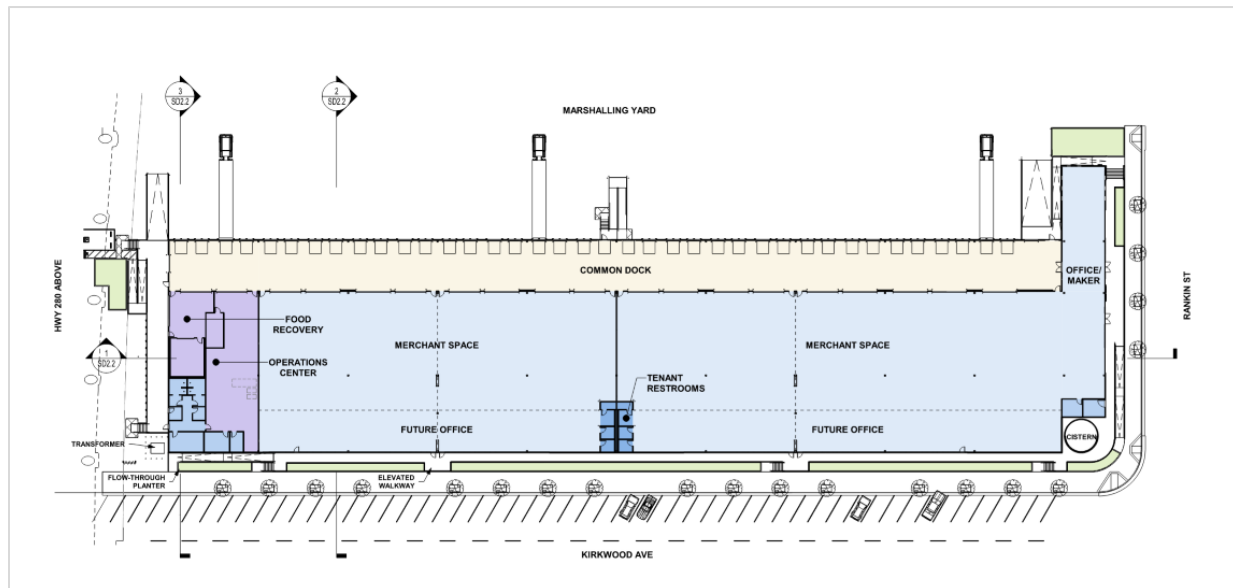 3
SD2.2
2
SD2.2
MARSHALLING YARD
HWY 280 ABOVE
COMMON DOCK
OFFICE/
MAKER
RANKIN ST
FOOD
RECOVERY
MERCHANT SPACE
MERCHANT SPACE
1
SD2.2
OPERATIONS
CENTER
TENANT
RESTROOMS
FUTURE OFFICE
FUTURE OFFICE
CISTERN
TRANSFORMER
FLOW-THROUGH
PLANTER
ELEVATED
WALKWAY
KIRKWOOD AVE